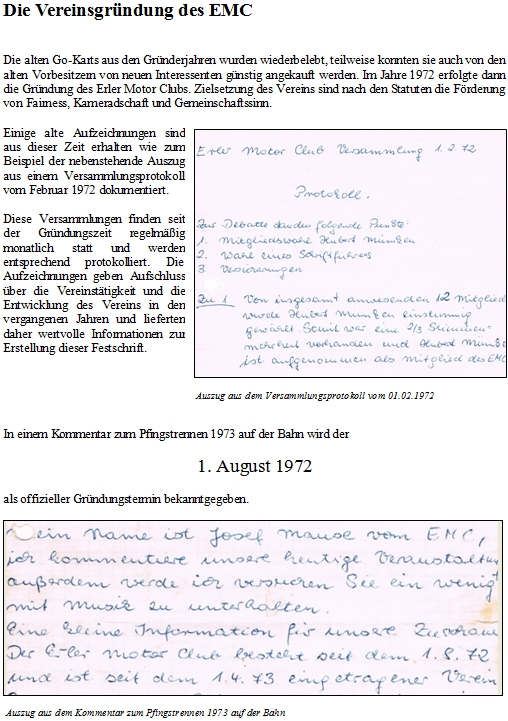 Die Vereinsgründung des EMC
Die alten Go-Karts aus den Gründerjahren wurden wiederbelebt, teilweise konnten sie auch von den
alten Vorbesitzern von neuen Interessenten günstig angekauft werden. Im Jahre 1972 erfolgte dann
die Gründung des Erler Motor Clubs. Zielsetzung des Vereins sind nach den Statuten die Förderung
von Fairness, Kameradschaft und Gemeinschaftssinn.
Einige alte Aufzeichnungen sind
aus dieser Zeit erhalten wie zum
Beispiel der nebenstehende Auszug
aus einem Versammlungsprotokoll
vom Februar 1972 dokumentiert.
Diese Versammlungen finden seit
der Gründungszeit regelmäßig
monatlich statt und werden
entsprechend protokolliert. Die
Aufzeichnungen geben Aufschluss
über die Vereinstätigkeit und die
Entwicklung des Vereins in den
vergangenen Jahren und lieferten
daher wertvolle Informationen zur
Erstellung dieser Festschrift.
Erler Motor Club Versammlung 1. 2. 72
Protokoll.
Zur Debatte standen folgende Punkte:
1. Mitgliedswahl Hubert Münken
2. Wahl eines Schriftführers
3. Versicherungen
Zu 1 Von insgesamt anwesenden 12 Mitglied
wurde Hubert Münken einstimmig
gewählt Somit war eine 2/3 Stimmen-
mehrheit vorhanden und Hubert Münke
ist aufgenommen als Mitglied des EMC
Auszug aus dem Versammlungsprotokoll vom 01.02.1972
In einem Kommentar zum Pfingstrennen 1973 auf der Bahn wird der
1. August 1972
als offizieller Gründungstermin bekanntgegeben.
Mein Name ist Josef Mause vom EMC,
ich kommentiere unsere heutige Veranstaltun
außerdem werde ich versuchen Sie ein wenig
mit Musik zu unterhalten.
Eine kleine Information für unsere Zuschau
Der Erler Motor Club besteht seit dem 1. 8. 72
und ist seit dem 1.4. 73 eingetragener Verein
Auszug aus dem Kommentar zum Pfingstrennen 1973 auf der Bahn